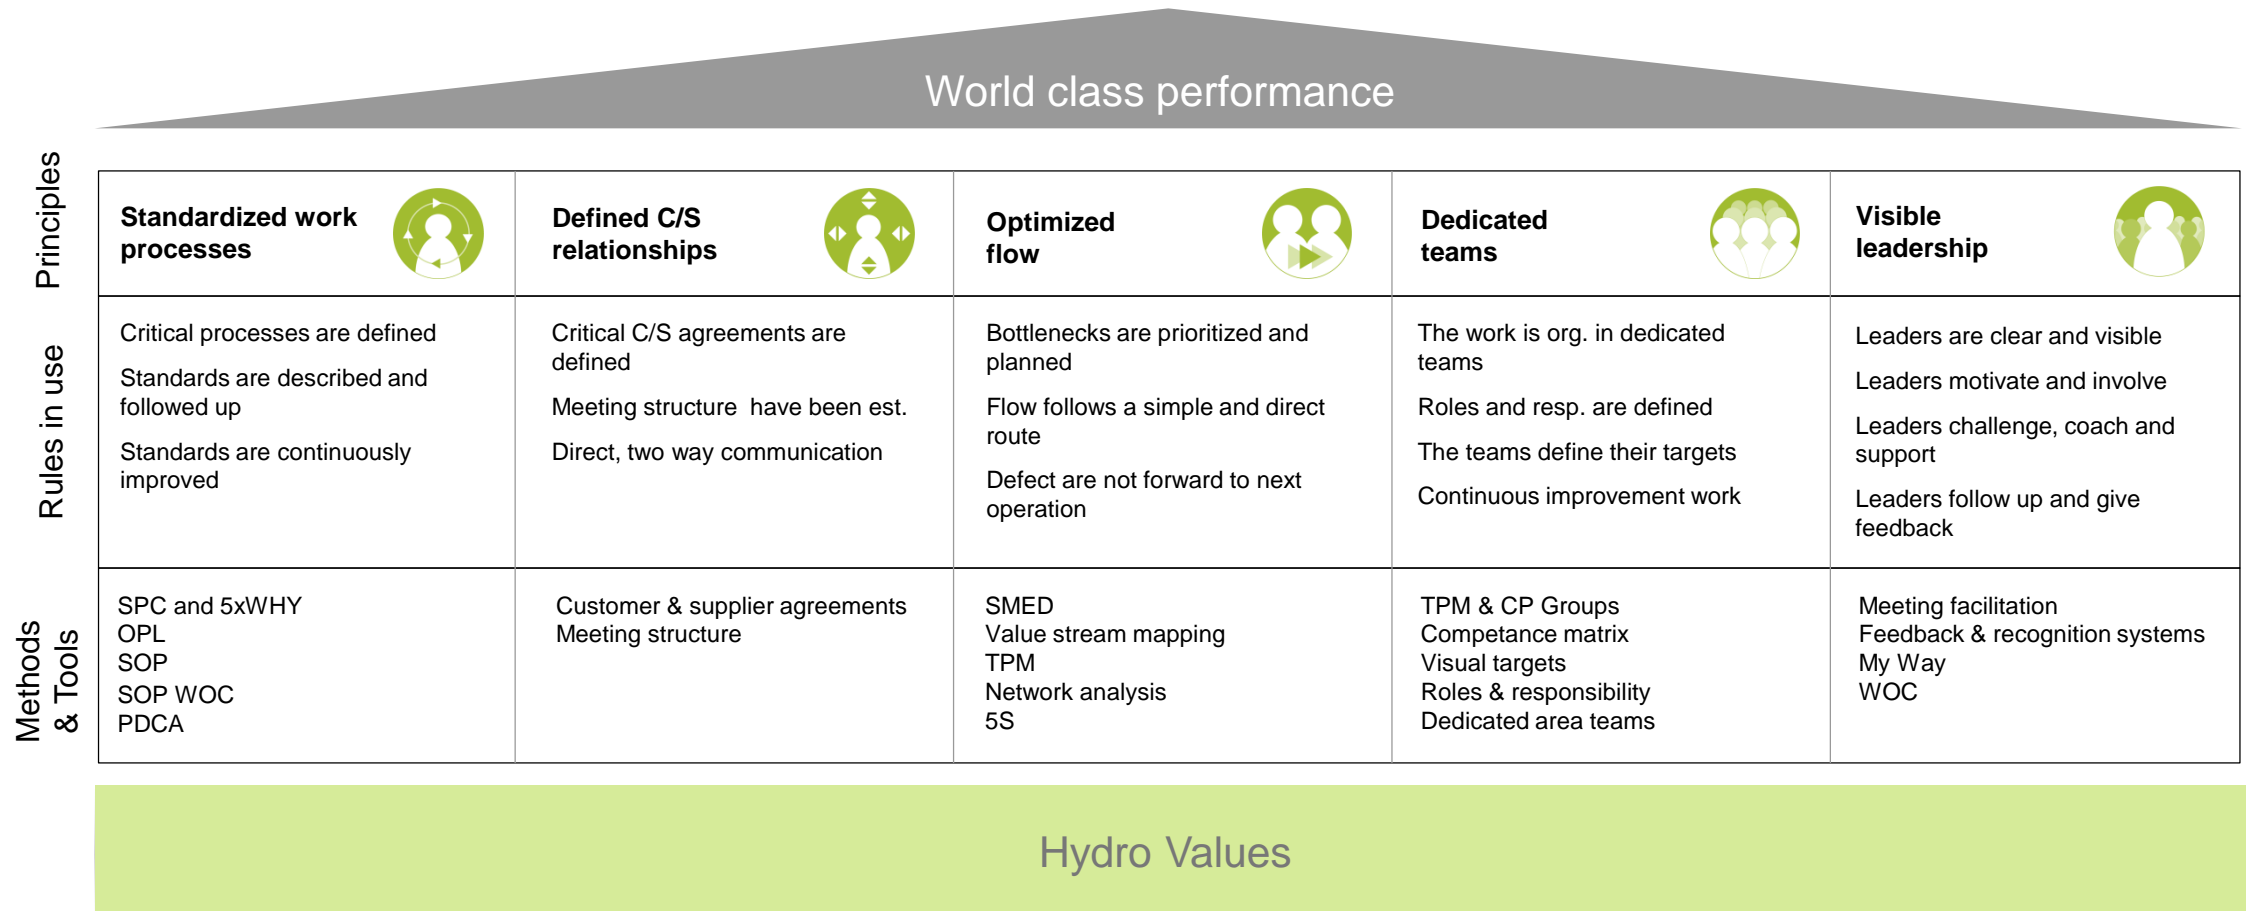 World class performance
Principles
Standardized work
processes
Defined C/S
relationships
Optimized
flow
Dedicated
teams
Visible
leadership
Rules in use
Critical processes are defined
Standards are described and
followed up
Standards are continuously
improved
Critical C/S agreements are
defined
Meeting structure  have been est.
Direct, two way communication
Bottlenecks are prioritized and
planned
Flow follows a simple and direct
route
Defect are not forward to next
operation
The work is org. in dedicated
teams
Roles and resp. are defined
The teams define their targets
Continuous improvement work
Leaders are clear and visible
Leaders motivate and involve
Leaders challenge, coach and
support
Leaders follow up and give
feedback
Methods
& Tools
SPC and 5xWHY
OPL
SOP
SOP WOC
PDCA
Customer & supplier agreements
Meeting structure
SMED
Value stream mapping
TPM
Network analysis
5S
TPM & CP Groups
Competance matrix
Visual targets
Roles & responsibility
Dedicated area teams
Meeting facilitation
Feedback & recognition systems
My Way
WOC
Hydro Values